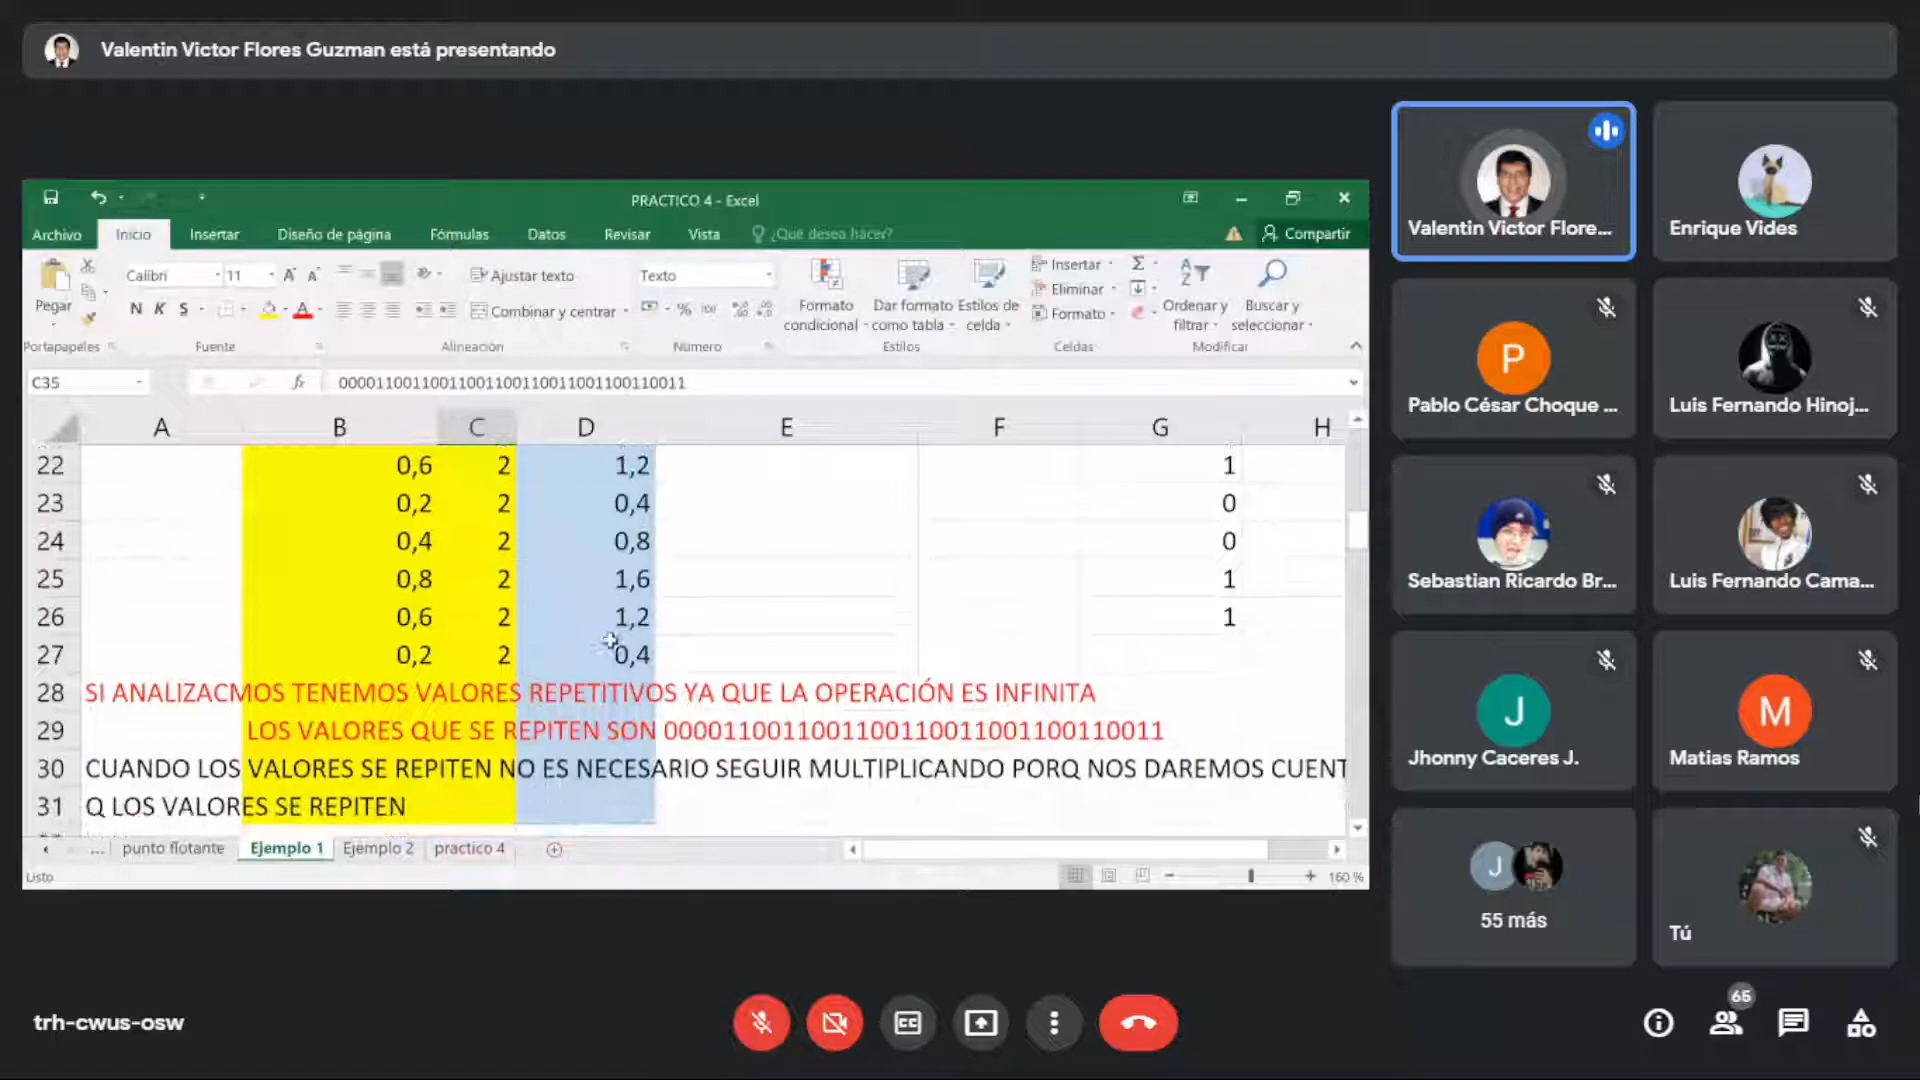 Valentin Victor Flores Guzman está presentando
PRACTICO 4 - Excel
Archivo Inicio Insertar Diseño de página Fórmulas Datos Revisar Vista ¿Qué desea hacer? Compartir
Pegar
Calibri 11
N K S
Ajustar texto
Combinar y centrar
Texto
% 000
Formato condicional
Dar formato como tabla
Estilos de celda
Insertar
Eliminar
Formato
Ordenar y filtrar
Buscar y seleccionar
Portapapeles Fuente Alineación Número Estilos Celdas Modificar
C35 fx 00001100110011001100110011001100110011
A B C D E F G H
22 0,6 2 1,2 1
23 0,2 2 0,4 0
24 0,4 2 0,8 0
25 0,8 2 1,6 1
26 0,6 2 1,2 1
27 0,2 2 0,4
28 SI ANALIZACMOS TENEMOS VALORES REPETITIVOS YA QUE LA OPERACIÓN ES INFINITA
29 LOS VALORES QUE SE REPITEN SON 00001100110011001100110011001100110011
30 CUANDO LOS VALORES SE REPITEN NO ES NECESARIO SEGUIR MULTIPLICANDO PORQ NOS DAREMOS CUENT
31 Q LOS VALORES SE REPITEN
... punto flotante Ejemplo 1 Ejemplo 2 practico 4
Listo
160 %
Valentin Victor Flore...
Enrique Vides
P
Pablo César Choque ...
Luis Fernando Hinoj...
Sebastian Ricardo Br...
Luis Fernando Cama...
J
Jhonny Caceres J.
M
Matias Ramos
J
55 más
Tú
trh-cwus-osw
65